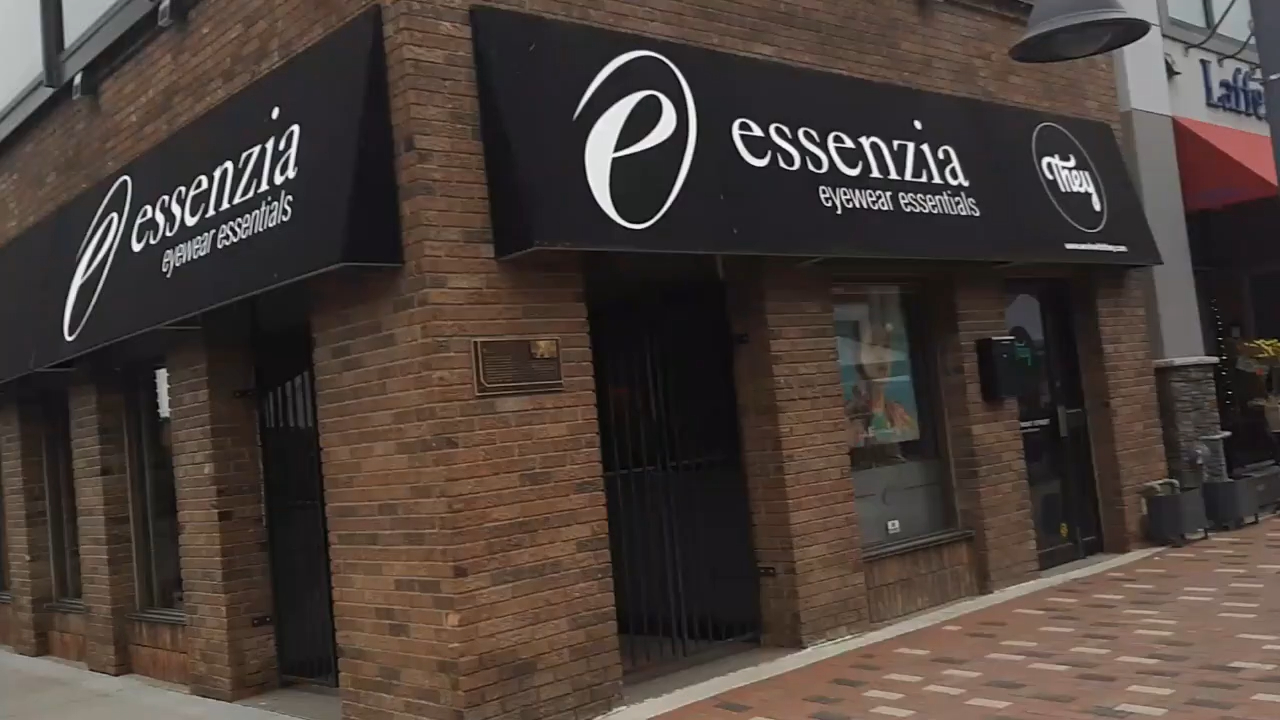 essenzia
eyewear essentials
e
essenzia
eyewear essentials
They
Laffe